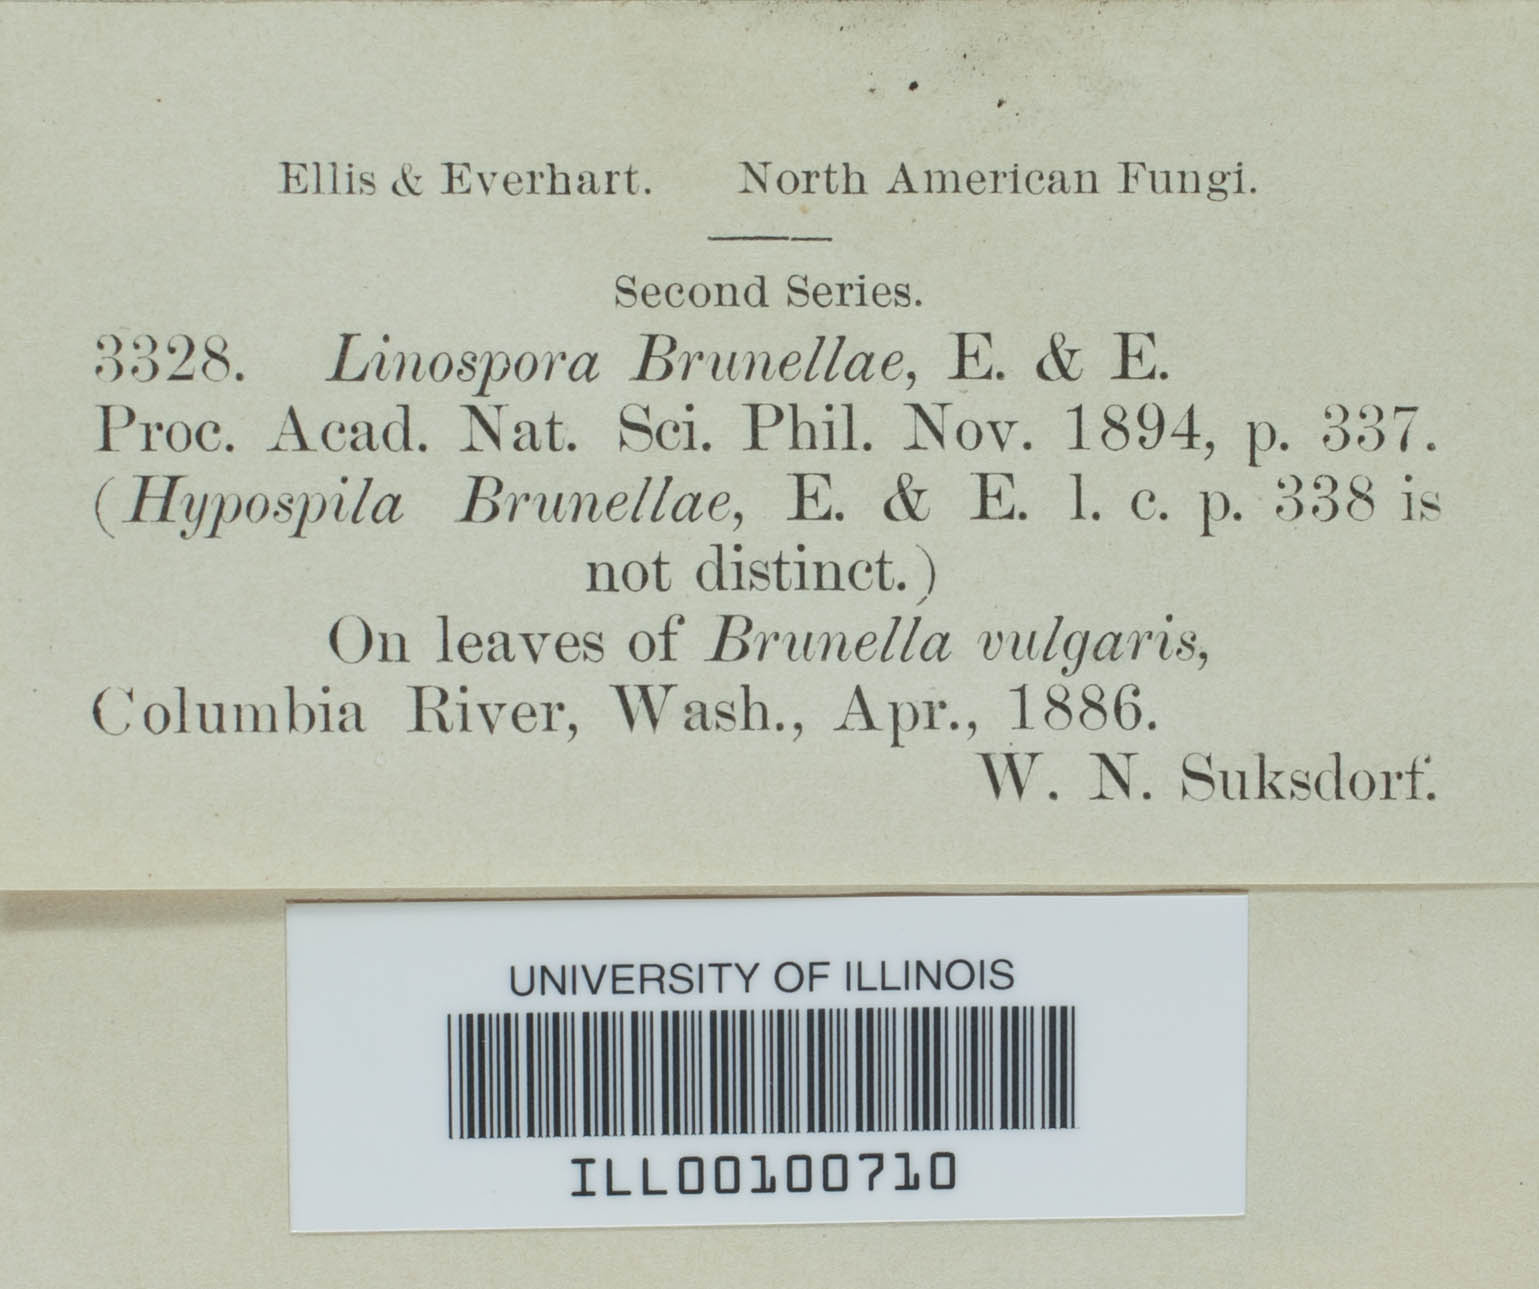 Ellis & Everhart. North American Fungi.
Second Series.
3328. Linospora Brunellae, E. & E.
Proc. Acad. Nat. Sci. Phil. Nov. 1894, p. 337.
(Hypospila Brunellae, E. & E. l. c. p. 338 is
not distinct.)
On leaves of Brunella vulgaris,
Columbia River, Wash., Apr., 1886.
W. N. Suksdorf.
UNIVERSITY OF ILLINOIS
ILL00100710